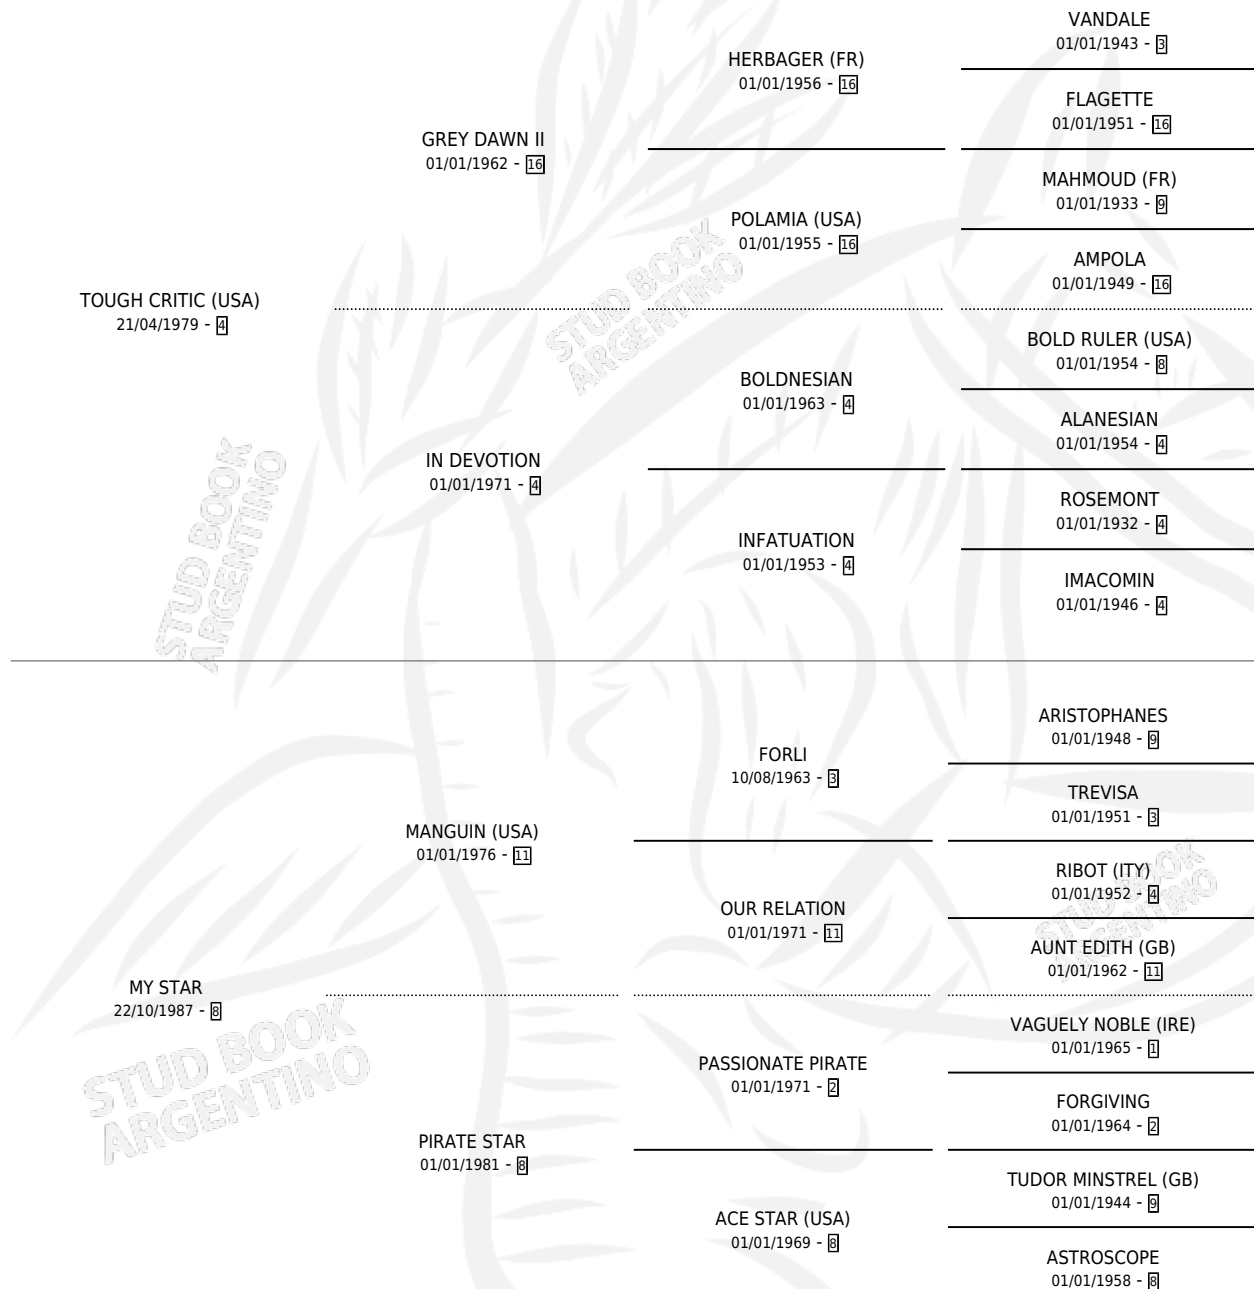 VANDALE
01/01/1943 - 3
HERBAGER (FR)
01/01/1956 - 16
FLAGETTE
01/01/1951 - 16
GREY DAWN II
01/01/1962 - 16
MAHMOUD (FR)
01/01/1933 - 9
POLAMIA (USA)
01/01/1955 - 16
AMPOLA
01/01/1949 - 16
TOUGH CRITIC (USA)
21/04/1979 - 4
STUD BOOK
ARGENTINO
BOLD RULER (USA)
01/01/1954 - 8
BOLDNESIAN
01/01/1963 - 4
ALANESIAN
01/01/1954 - 4
IN DEVOTION
01/01/1971 - 4
ROSEMONT
01/01/1932 - 4
INFATUATION
01/01/1953 - 4
IMACOMIN
01/01/1946 - 4
STUD BOOK
ARGENTINO
ARISTOPHANES
01/01/1948 - 9
FORLI
10/08/1963 - 3
TREVISA
01/01/1951 - 3
MANGUIN (USA)
01/01/1976 - 11
RIBOT (ITY)
01/01/1952 - 4
OUR RELATION
01/01/1971 - 11
AUNT EDITH (GB)
01/01/1962 - 11
STUD BOOK
ARGENTINO
MY STAR
22/10/1987 - 8
VAGUELY NOBLE (IRE)
01/01/1965 - 1
PASSIONATE PIRATE
01/01/1971 - 2
FORGIVING
01/01/1964 - 2
PIRATE STAR
01/01/1981 - 8
TUDOR MINSTREL (GB)
01/01/1944 - 9
ACE STAR (USA)
01/01/1969 - 8
ASTROSCOPE
01/01/1958 - 8
STUD BOOK
ARGENTINO